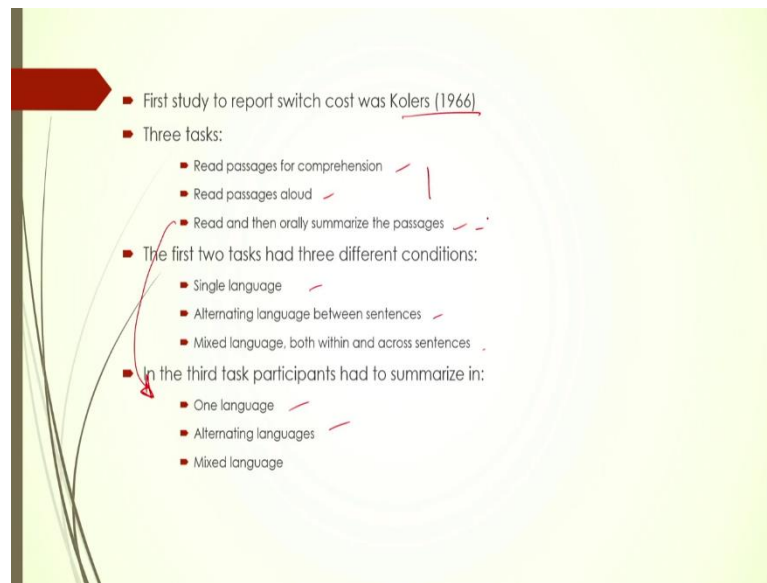 First study to report switch cost was Kolers (1966)
Three tasks:
Read passages for comprehension
Read passages aloud
Read and then orally summarize the passages
The first two tasks had three different conditions:
Single language
Alternating language between sentences
Mixed language, both within and across sentences
In the third task participants had to summarize in:
One language
Alternating languages
Mixed language